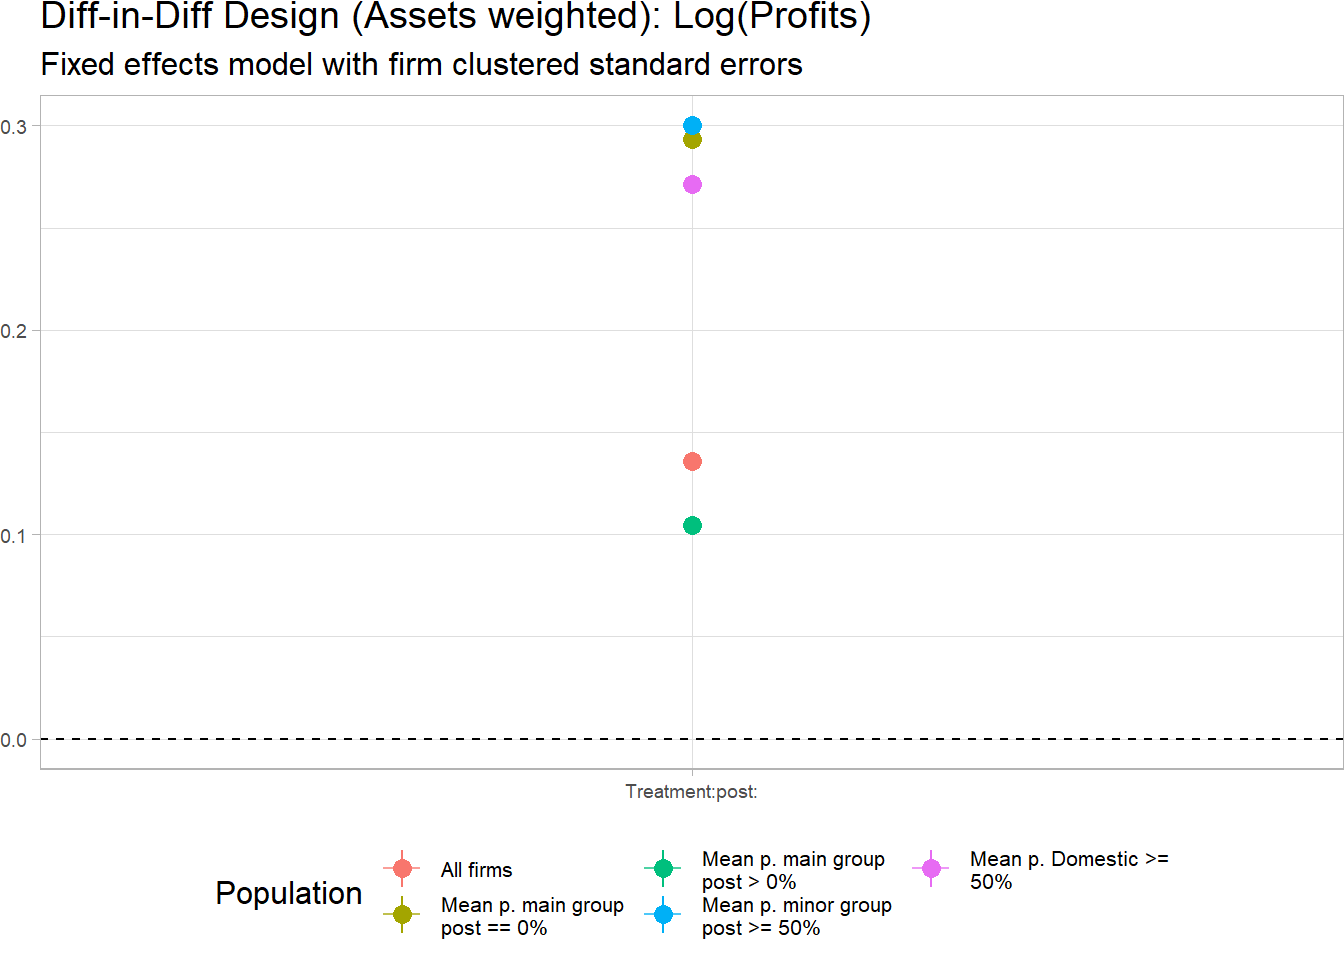 Diff-in-Diff Design (Assets weighted): Log(Profits)
Fixed effects model with firm clustered standard errors
0.3
0.2
0.1
0.0
Treatment:post:
Population
All firms
Mean p. main group
post == 0%
Mean p. main group
post > 0%
Mean p. minor group
post >= 50%
Mean p. Domestic >=
50%